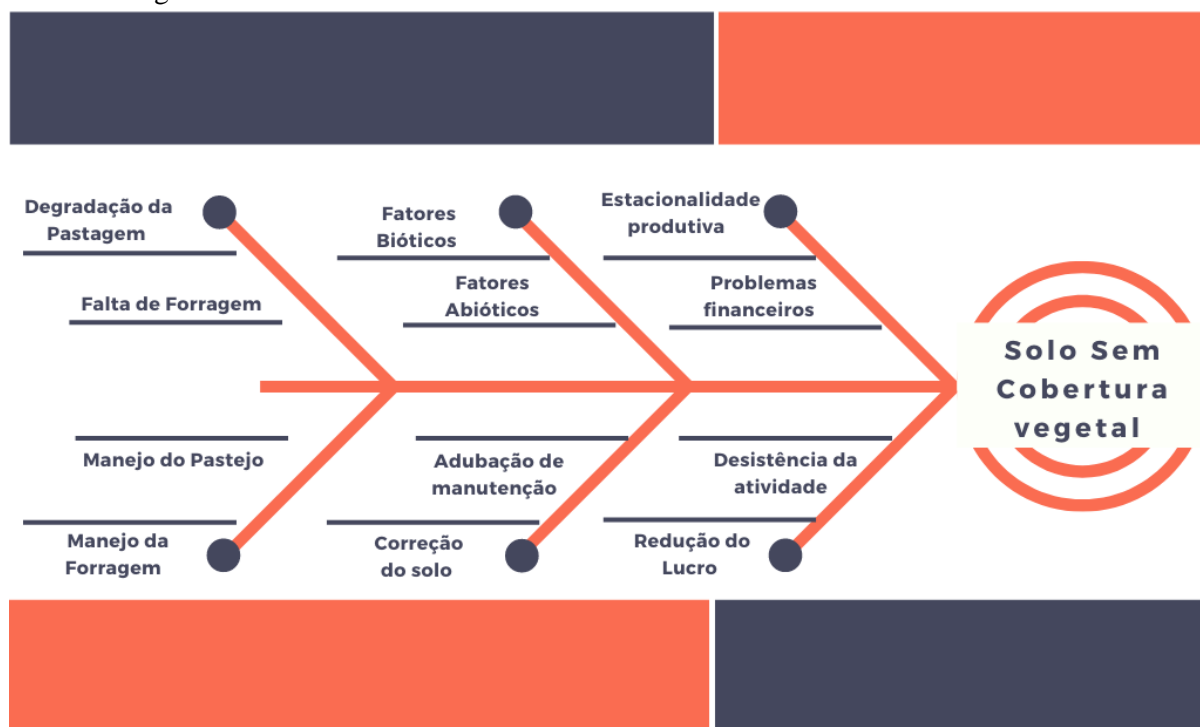 Degradação da
Pastagem
Falta de Forragem
Fatores
Bióticos
Fatores
Abióticos
Estacionalidade
produtiva
Problemas
financeiros
Solo Sem
Cobertura
vegetal
Manejo do Pastejo
Manejo da
Forragem
Adubação de
manutenção
Correção
do solo
Desistência da
atividade
Redução do
Lucro